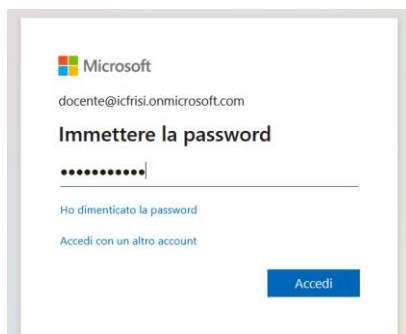 Microsoft
docente@icfrisi.onmicrosoft.com
Immettere la password
•••••••••••
Ho dimenticato la password
Accedi con un altro account
Accedi